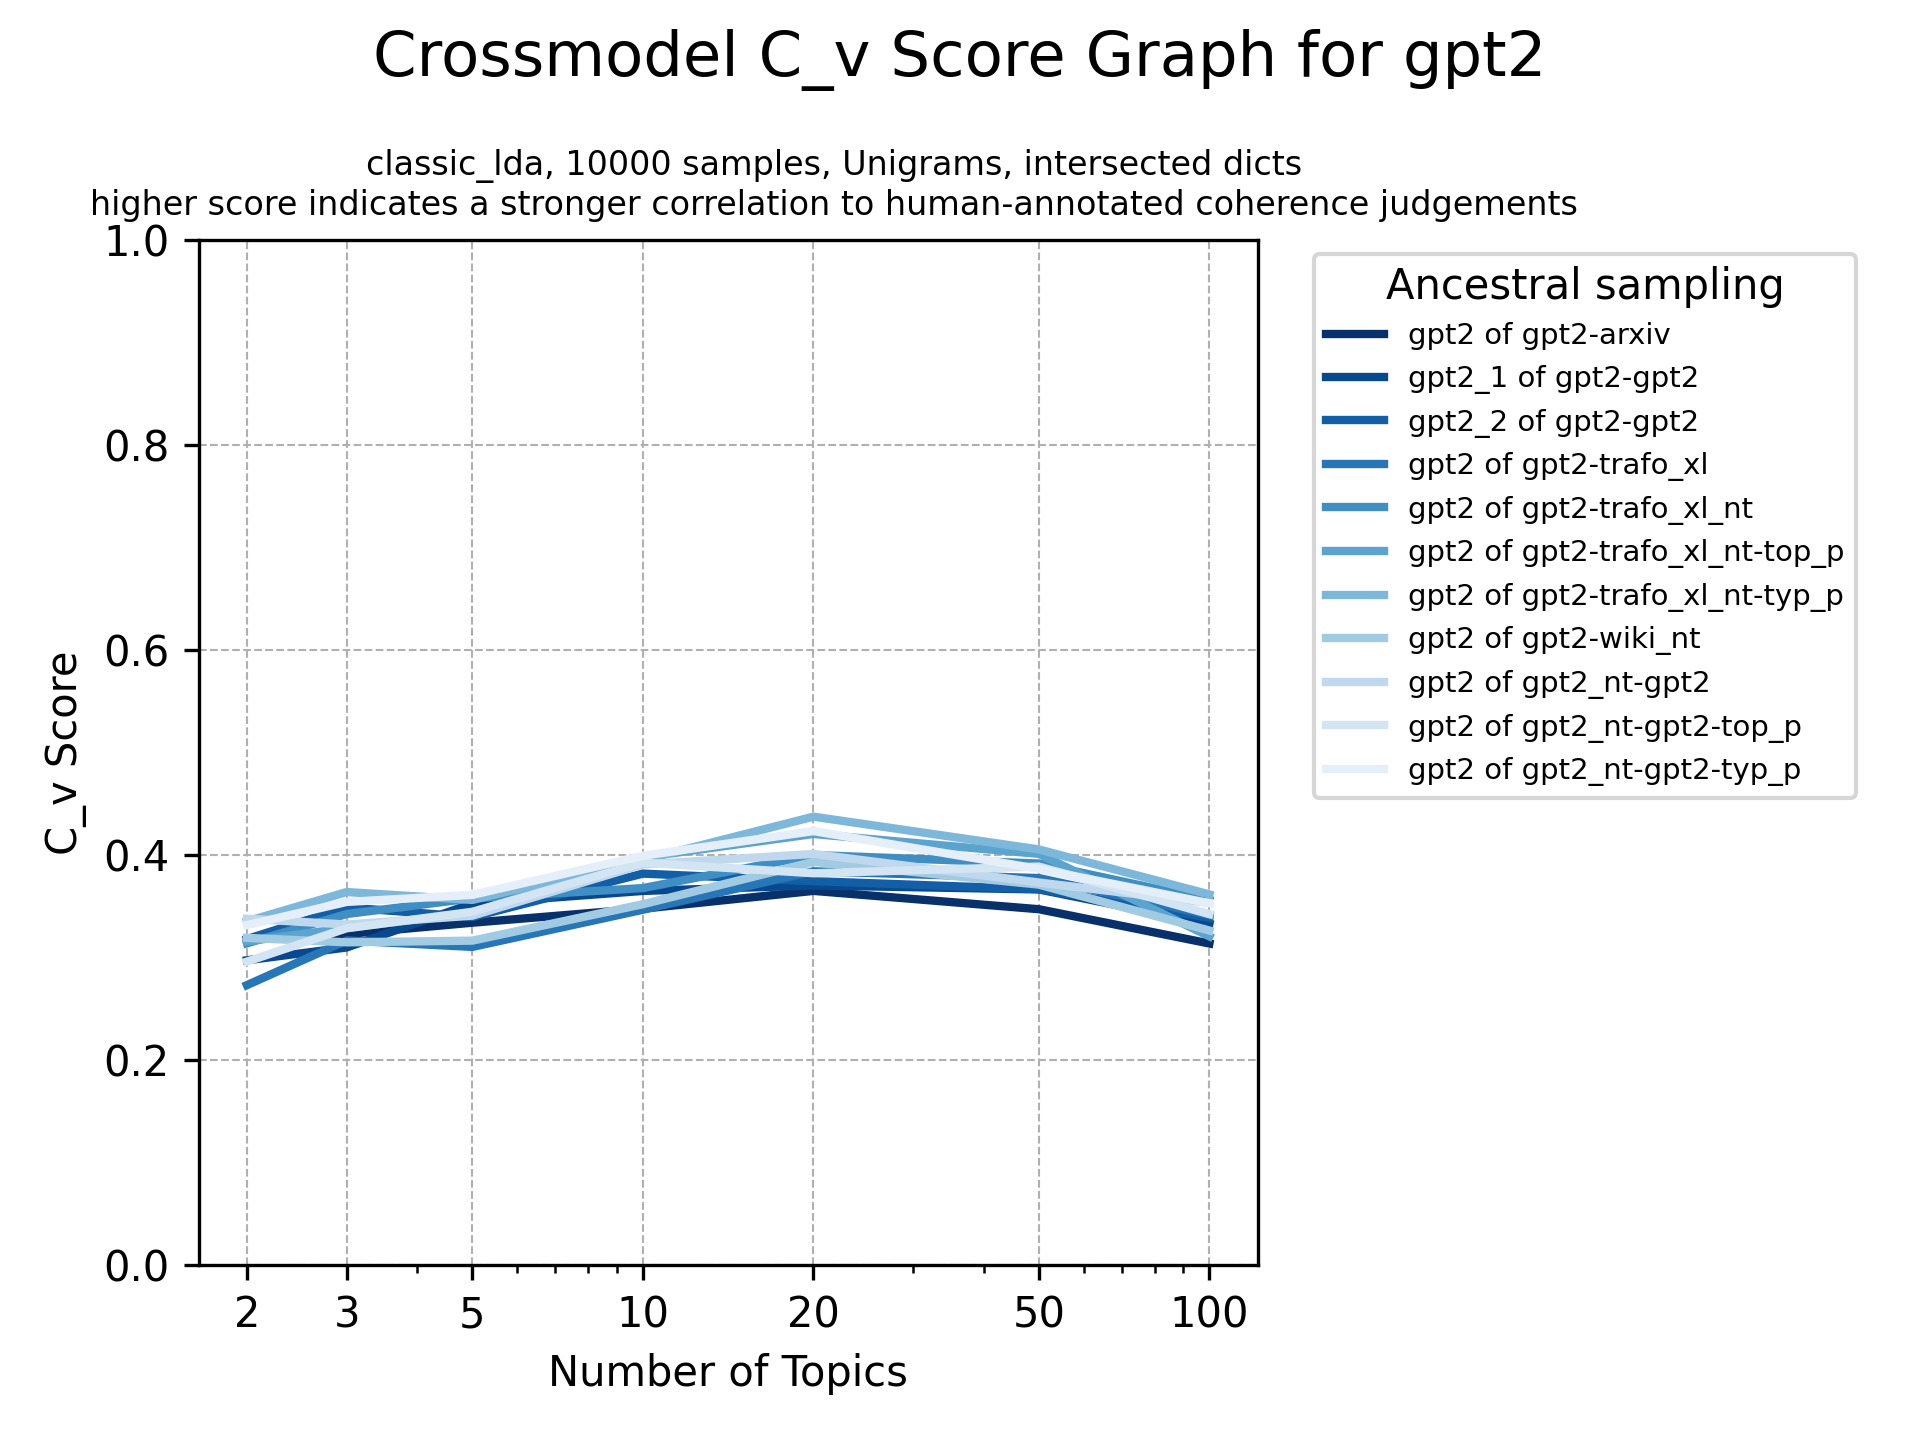 Crossmodel C_v Score Graph for gpt2
classic_lda, 10000 samples, Unigrams, intersected dicts
higher score indicates a stronger correlation to human-annotated coherence judgements
1.0
0.8
0.6
0.4
0.2
0.0
C_v Score
2 3 5 10 20 50 100
Number of Topics
Ancestral sampling
gpt2 of gpt2-arxiv
gpt2_1 of gpt2-gpt2
gpt2_2 of gpt2-gpt2
gpt2 of gpt2-trafo_xl
gpt2 of gpt2-trafo_xl_nt
gpt2 of gpt2-trafo_xl_nt-top_p
gpt2 of gpt2-trafo_xl_nt-typ_p
gpt2 of gpt2-wiki_nt
gpt2 of gpt2_nt-gpt2
gpt2 of gpt2_nt-gpt2-top_p
gpt2 of gpt2_nt-gpt2-typ_p